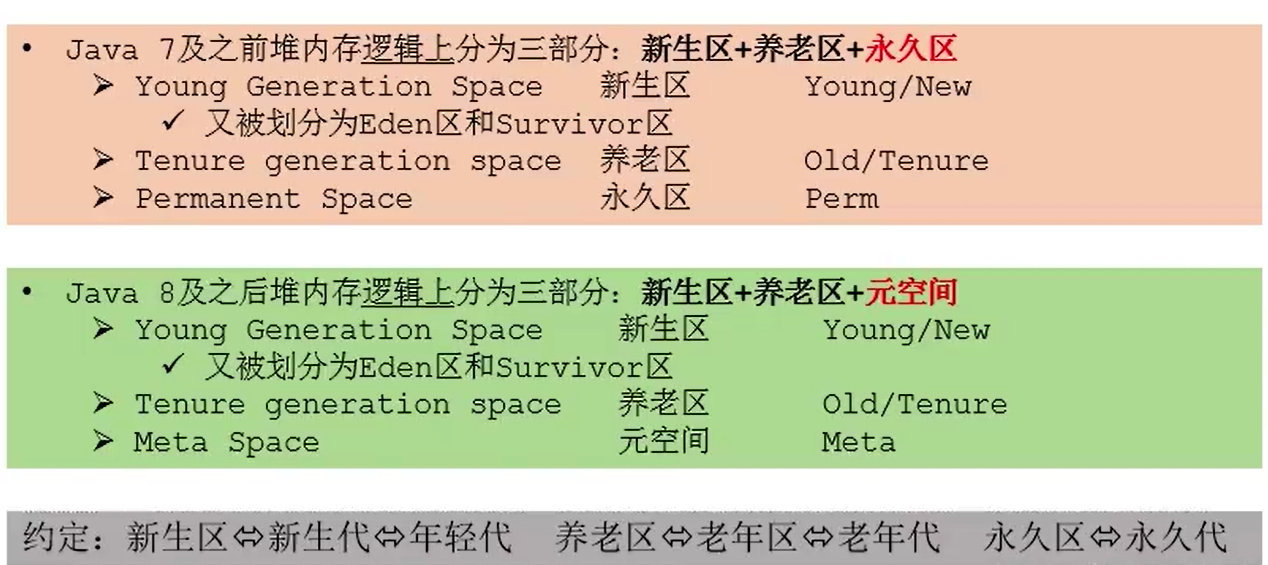 • Java 7及之前堆内存逻辑上分为三部分：新生区+养老区+永久区
➢ Young Generation Space 新生区 Young/New
✓ 又被划分为Eden区和Survivor区
➢ Tenure generation space 养老区 Old/Tenure
➢ Permanent Space 永久区 Perm
• Java 8及之后堆内存逻辑上分为三部分：新生区+养老区+元空间
➢ Young Generation Space 新生区 Young/New
✓ 又被划分为Eden区和Survivor区
➢ Tenure generation space 养老区 Old/Tenure
➢ Meta Space 元空间 Meta
约定：新生区⇔新生代⇔年轻代 养老区⇔老年区⇔老年代 永久区⇔永久代